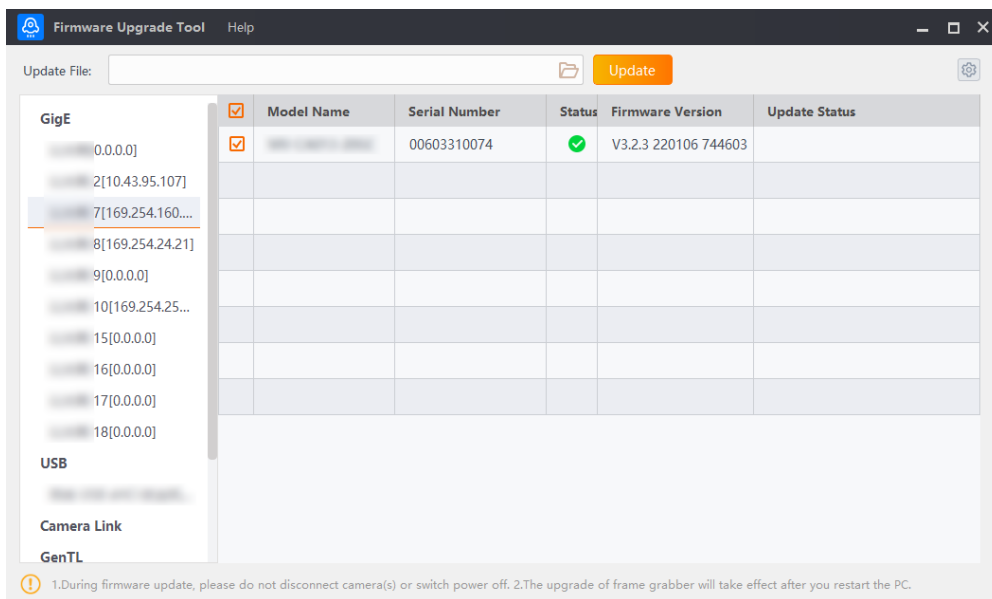 Firmware Upgrade Tool Help
Update File: Update
GigE
0.0.0.0]
2[10.43.95.107]
7[169.254.160....
8[169.254.24.21]
9[0.0.0.0]
10[169.254.25...
15[0.0.0.0]
16[0.0.0.0]
17[0.0.0.0]
18[0.0.0.0]
USB
Camera Link
GenTL
Model Name Serial Number Status Firmware Version Update Status
00603310074 V3.2.3 220106 744603
1.During firmware update, please do not disconnect camera(s) or switch power off. 2.The upgrade of frame grabber will take effect after you restart the PC.